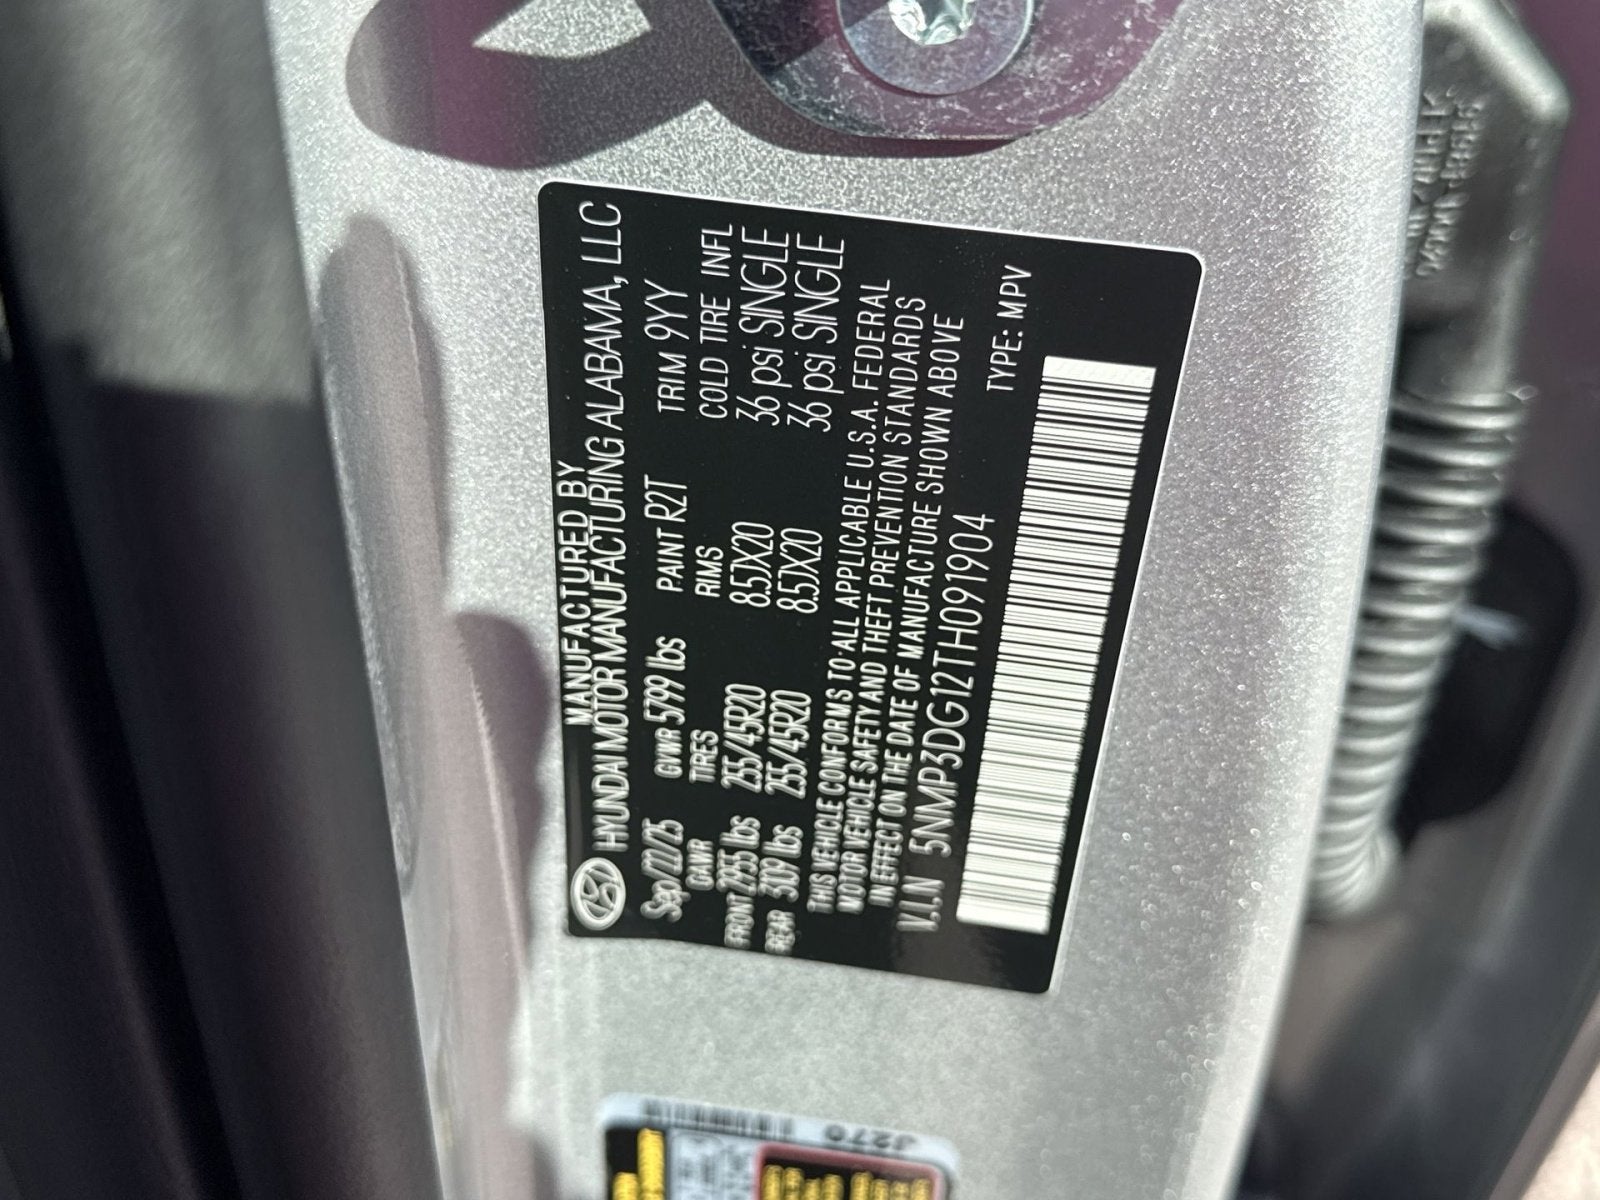 MANUFACTURED BY
HYUNDAI MOTOR MANUFACTURING ALABAMA, LLC
Sep/22/25 GVWR 5799 lbs PAINT R2T TRIM 9YY
GAWR TIRES RIMS COLD TIRE INFL
FRONT 2955 lbs 255/45R20 8.5JX20 36 psi SINGLE
REAR 3109 lbs 255/45R20 8.5JX20 36 psi SINGLE
THIS VEHICLE CONFORMS TO ALL APPLICABLE U.S.A. FEDERAL
MOTOR VEHICLE SAFETY AND THEFT PREVENTION STANDARDS
IN EFFECT ON THE DATE OF MANUFACTURE SHOWN ABOVE
V.I.N 5NMP3DG12TH091904
TYPE: MPV
J270